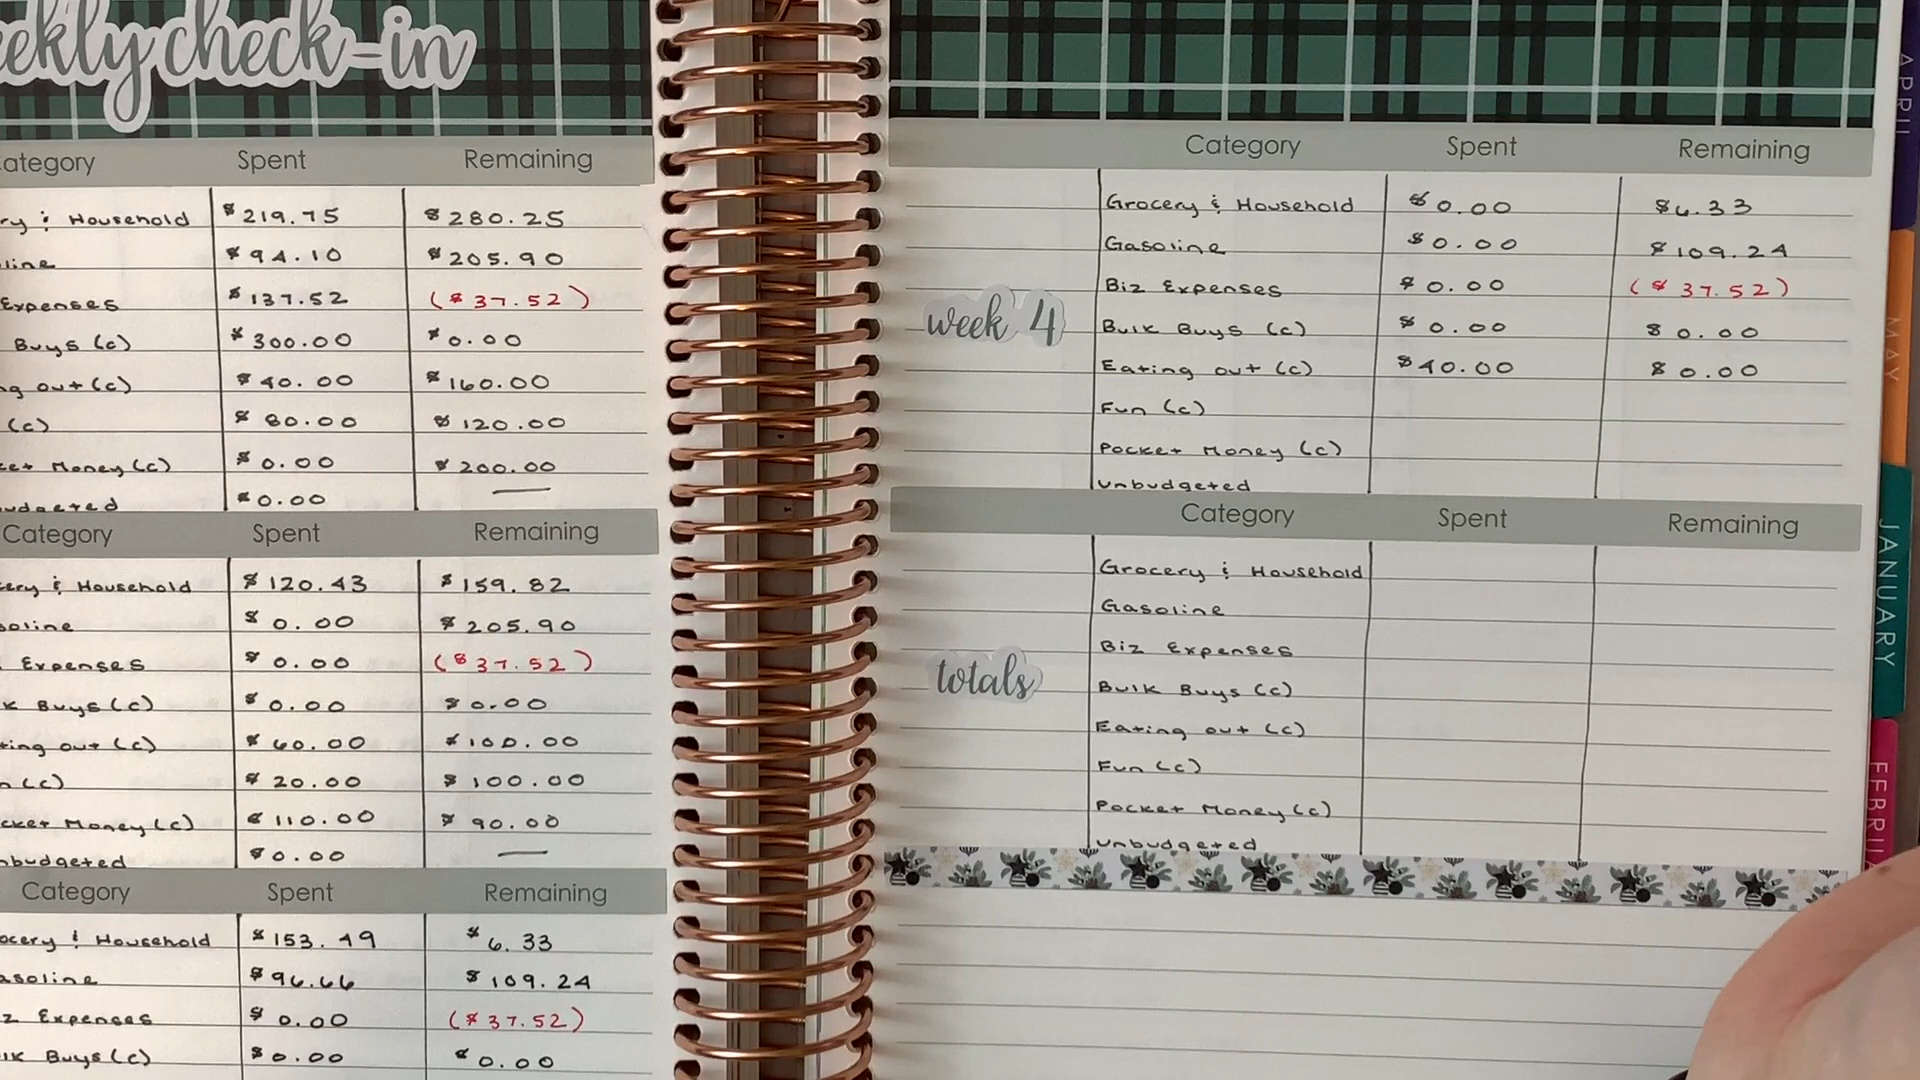 eekly check-in
ategory Spent Remaining
ry & Household $219.75 $280.25
line $94.10 $205.90
Expenses $137.52 ($37.52)
Buys (c) $300.00 $0.00
ng out (c) $40.00 $160.00
(c) $80.00 $120.00
ket Money (c) $0.00 $200.00
udgeted $0.00 —
Category Spent Remaining
cery & Household $120.43 $159.82
soline $0.00 $205.90
Expenses $0.00 ($37.52)
k Buys (c) $0.00 $0.00
ting out (c) $60.00 $100.00
n (c) $20.00 $100.00
cket Money (c) $110.00 $90.00
nbudgeted $0.00 —
Category Spent Remaining
ocery & Household $153.49 $6.33
asoline $96.66 $109.24
z Expenses $0.00 ($37.52)
lk Buys (c) $0.00 $0.00
Category Spent Remaining
week 4
Grocery & Household $0.00 $6.33
Gasoline $0.00 $109.24
Biz Expenses $0.00 ($37.52)
Bulk Buys (c) $0.00 $0.00
Eating out (c) $40.00 $0.00
Fun (c)
Pocket Money (c)
Unbudgeted
Category Spent Remaining
totals
Grocery & Household
Gasoline
Biz Expenses
Bulk Buys (c)
Eating out (c)
Fun (c)
Pocket Money (c)
Unbudgeted
APRIL
MAY
JANUARY
FEBRUA